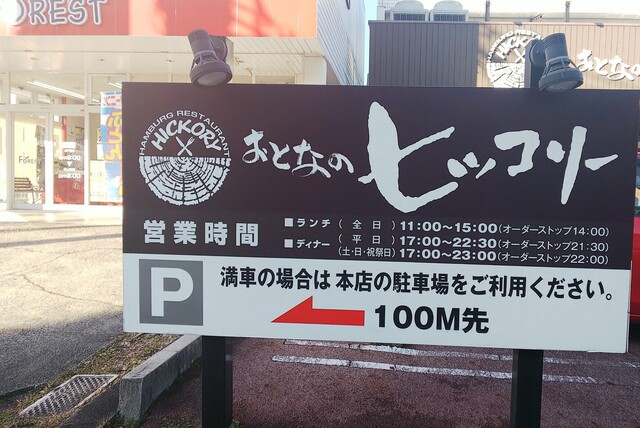 OREST
HAMBURG RESTAURANT
HICKORY
おとなの ヒッコリー
営業時間
■ランチ（ 全 日 ）11:00〜15:00(オーダーストップ14:00)
■ディナー（ 平 日 ）17:00〜22:30(オーダーストップ21:30)
（土・日・祝祭日）17:00〜23:00(オーダーストップ22:00)
P
満車の場合は 本店の駐車場をご利用ください。
100M先
HICKORY
おとなの